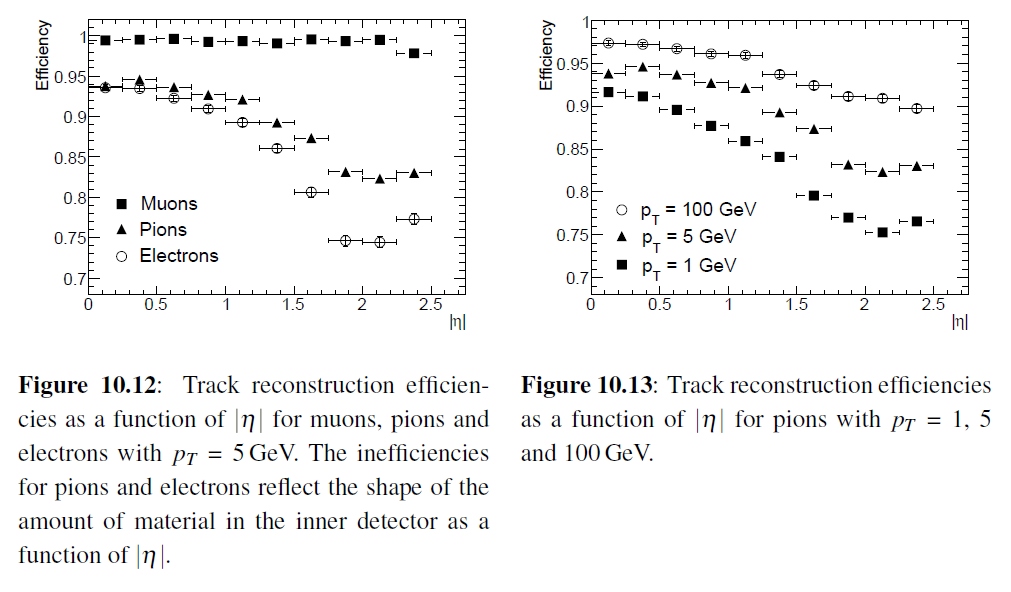 Efficiency
1
0.95
0.9
0.85
0.8
0.75
0.7
Muons
Pions
Electrons
0 0.5 1 1.5 2 2.5
|η|
Efficiency
1
0.95
0.9
0.85
0.8
0.75
0.7
p_T = 100 GeV
p_T = 5 GeV
p_T = 1 GeV
0 0.5 1 1.5 2 2.5
|η|
Figure 10.12: Track reconstruction efficien-
cies as a function of |η| for muons, pions and
electrons with p_T = 5 GeV. The inefficiencies
for pions and electrons reflect the shape of the
amount of material in the inner detector as a
function of |η|.
Figure 10.13: Track reconstruction efficiencies
as a function of |η| for pions with p_T = 1, 5
and 100 GeV.